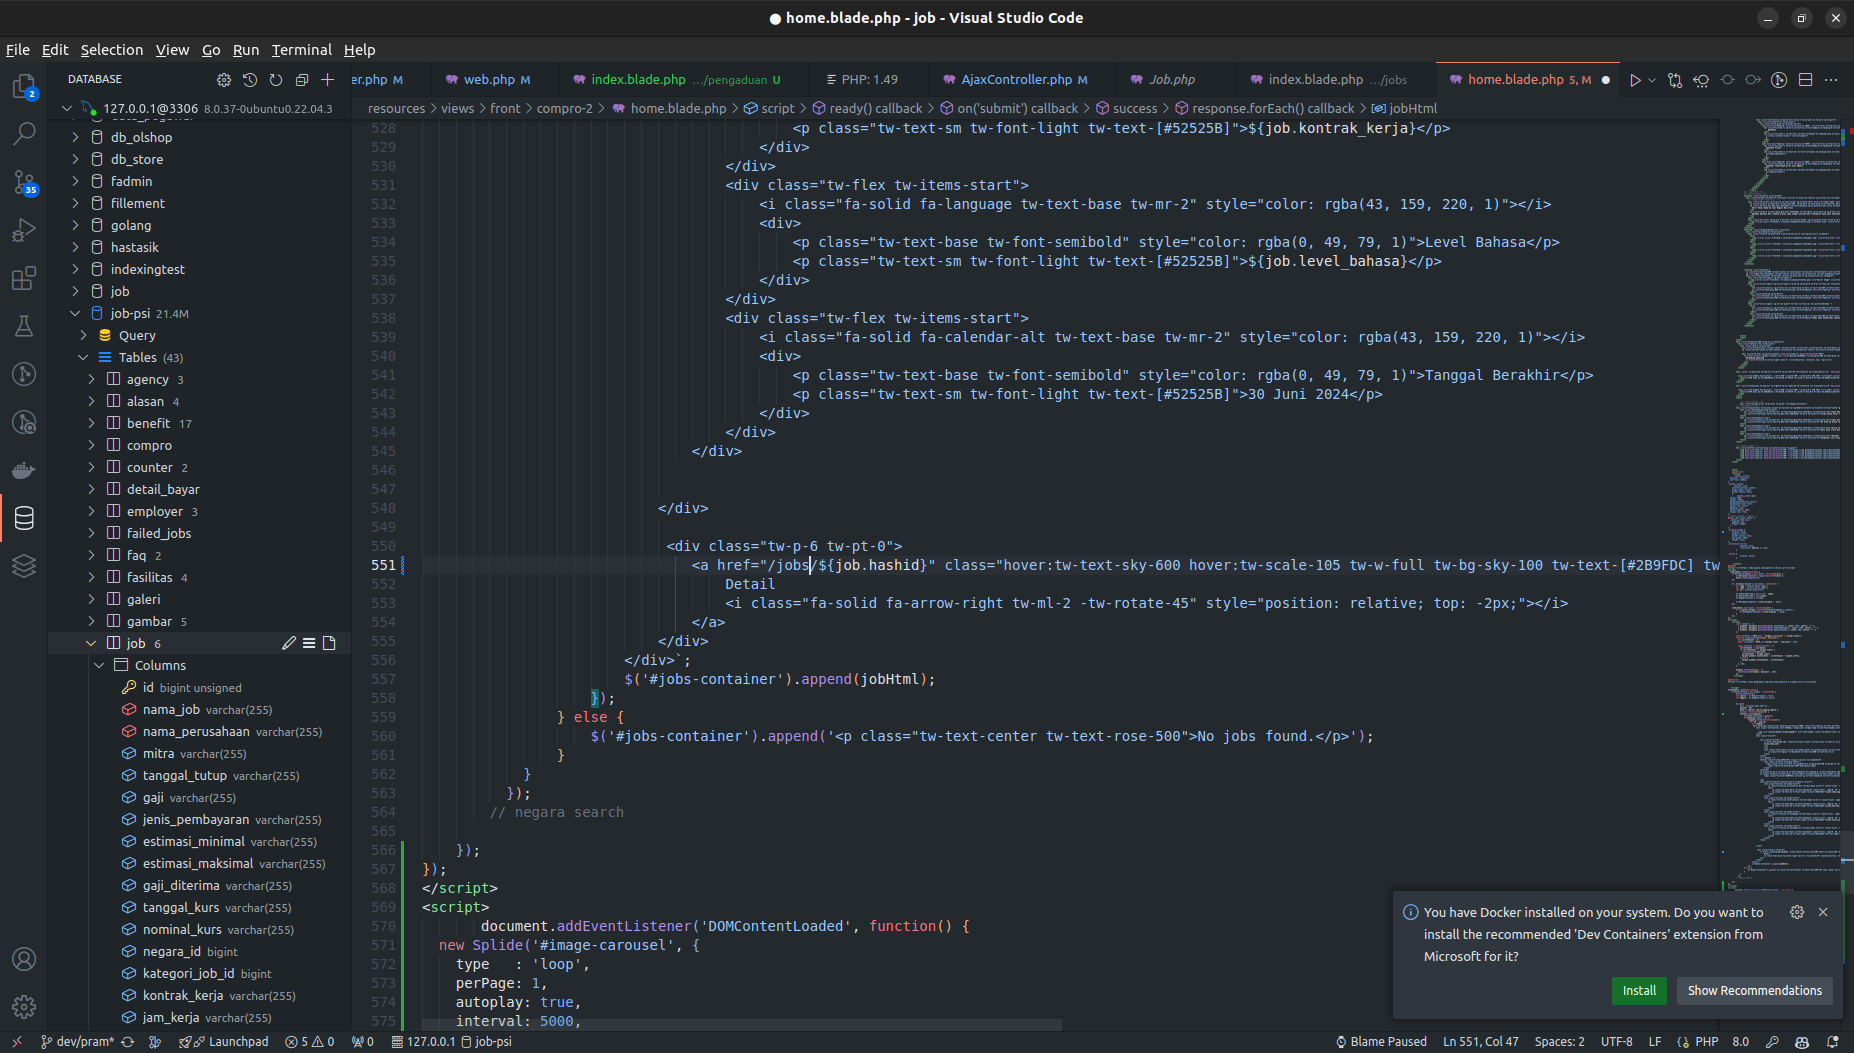 home.blade.php - job - Visual Studio Code
File Edit Selection View Go Run Terminal Help
DATABASE
er.php M
web.php M
index.blade.php .../pengaduan U
PHP: 1.49
AjaxController.php M
Job.php
index.blade.php .../jobs
home.blade.php 5, M
127.0.0.1@3306 8.0.37-0ubuntu0.22.04.3
resources > views > front > compro-2 > home.blade.php > script > ready() callback > on('submit') callback > success > response.forEach() callback > jobHtml
2
35
db_olshop
db_store
fadmin
fillement
golang
hastasik
indexingtest
job
job-psi 21.4M
Query
Tables (43)
agency 3
alasan 4
benefit 17
compro
counter 2
detail_bayar
employer 3
failed_jobs
faq 2
fasilitas 4
galeri
gambar 5
job 6
Columns
id bigint unsigned
nama_job varchar(255)
nama_perusahaan varchar(255)
mitra varchar(255)
tanggal_tutup varchar(255)
gaji varchar(255)
jenis_pembayaran varchar(255)
estimasi_minimal varchar(255)
estimasi_maksimal varchar(255)
gaji_diterima varchar(255)
tanggal_kurs varchar(255)
nominal_kurs varchar(255)
negara_id bigint
kategori_job_id bigint
kontrak_kerja varchar(255)
jam_kerja varchar(255)
528 <p class="tw-text-sm tw-font-light tw-text-[#52525B]">${job.kontrak_kerja}</p>
529 </div>
530 </div>
531 <div class="tw-flex tw-items-start">
532 <i class="fa-solid fa-language tw-text-base tw-mr-2" style="color: rgba(43, 159, 220, 1)"></i>
533 <div>
534 <p class="tw-text-base tw-font-semibold" style="color: rgba(0, 49, 79, 1)">Level Bahasa</p>
535 <p class="tw-text-sm tw-font-light tw-text-[#52525B]">${job.level_bahasa}</p>
536 </div>
537 </div>
538 <div class="tw-flex tw-items-start">
539 <i class="fa-solid fa-calendar-alt tw-text-base tw-mr-2" style="color: rgba(43, 159, 220, 1)"></i>
540 <div>
541 <p class="tw-text-base tw-font-semibold" style="color: rgba(0, 49, 79, 1)">Tanggal Berakhir</p>
542 <p class="tw-text-sm tw-font-light tw-text-[#52525B]">30 Juni 2024</p>
543 </div>
544 </div>
545 </div>
546
547
548 </div>
549
550 <div class="tw-p-6 tw-pt-0">
551 <a href="/jobs/${job.hashid}" class="hover:tw-text-sky-600 hover:tw-scale-105 tw-w-full tw-bg-sky-100 tw-text-[#2B9FDC] tw
552 Detail
553 <i class="fa-solid fa-arrow-right tw-ml-2 -tw-rotate-45" style="position: relative; top: -2px;"></i>
554 </a>
555 </div>
556 </div>`;
557 $('#jobs-container').append(jobHtml);
558 });
559 } else {
560 $('#jobs-container').append('<p class="tw-text-center tw-text-rose-500">No jobs found.</p>');
561 }
562 }
563 });
564 // negara search
565
566 });
567 });
568 </script>
569 <script>
570 document.addEventListener('DOMContentLoaded', function() {
571 new Splide('#image-carousel', {
572 type : 'loop',
573 perPage: 1,
574 autoplay: true,
575 interval: 5000,
You have Docker installed on your system. Do you want to
install the recommended 'Dev Containers' extension from
Microsoft for it?
Install
Show Recommendations
dev/pram* Launchpad 5 0 0 127.0.0.1 job-psi
Blame Paused Ln 551, Col 47 Spaces: 2 UTF-8 LF PHP 8.0